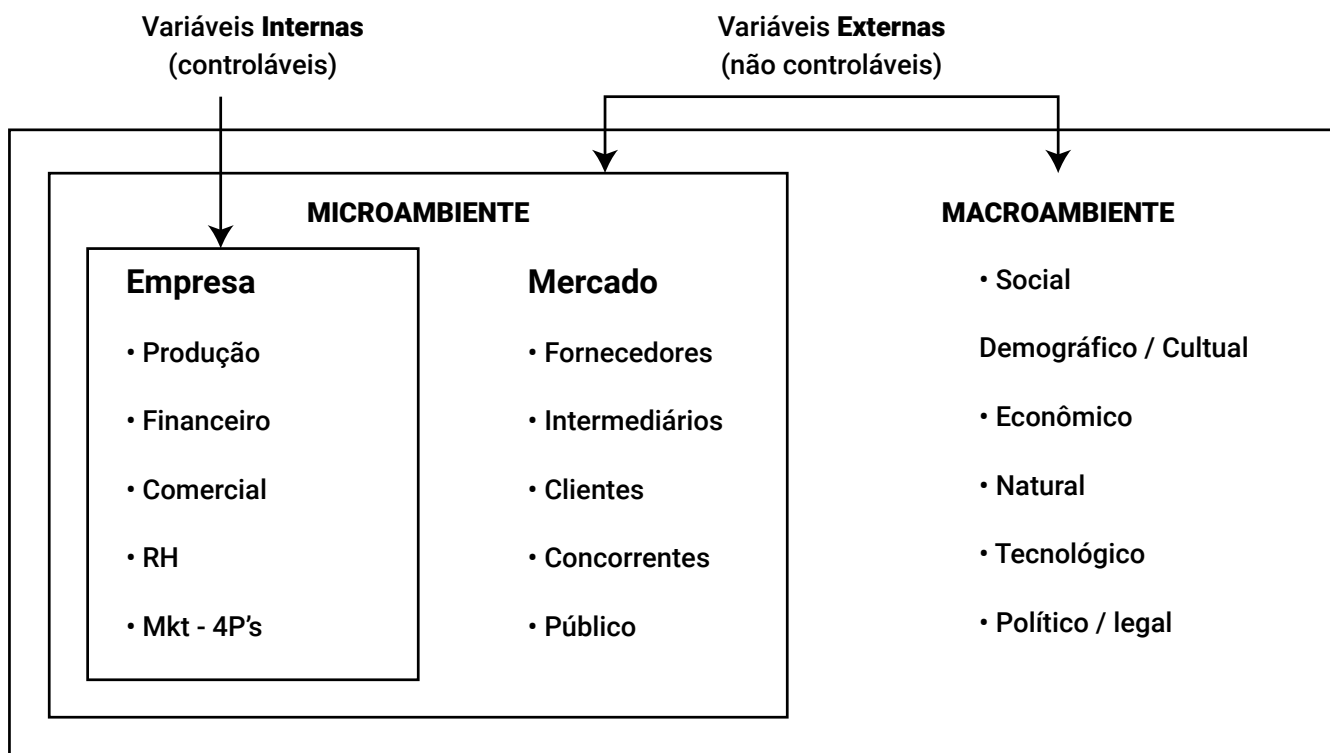 Variáveis Internas
(controláveis)
Variáveis Externas
(não controláveis)
MICROAMBIENTE
Empresa
• Produção
• Financeiro
• Comercial
• RH
• Mkt - 4P’s
Mercado
• Fornecedores
• Intermediários
• Clientes
• Concorrentes
• Público
MACROAMBIENTE
• Social
Demográfico / Cultual
• Econômico
• Natural
• Tecnológico
• Político / legal